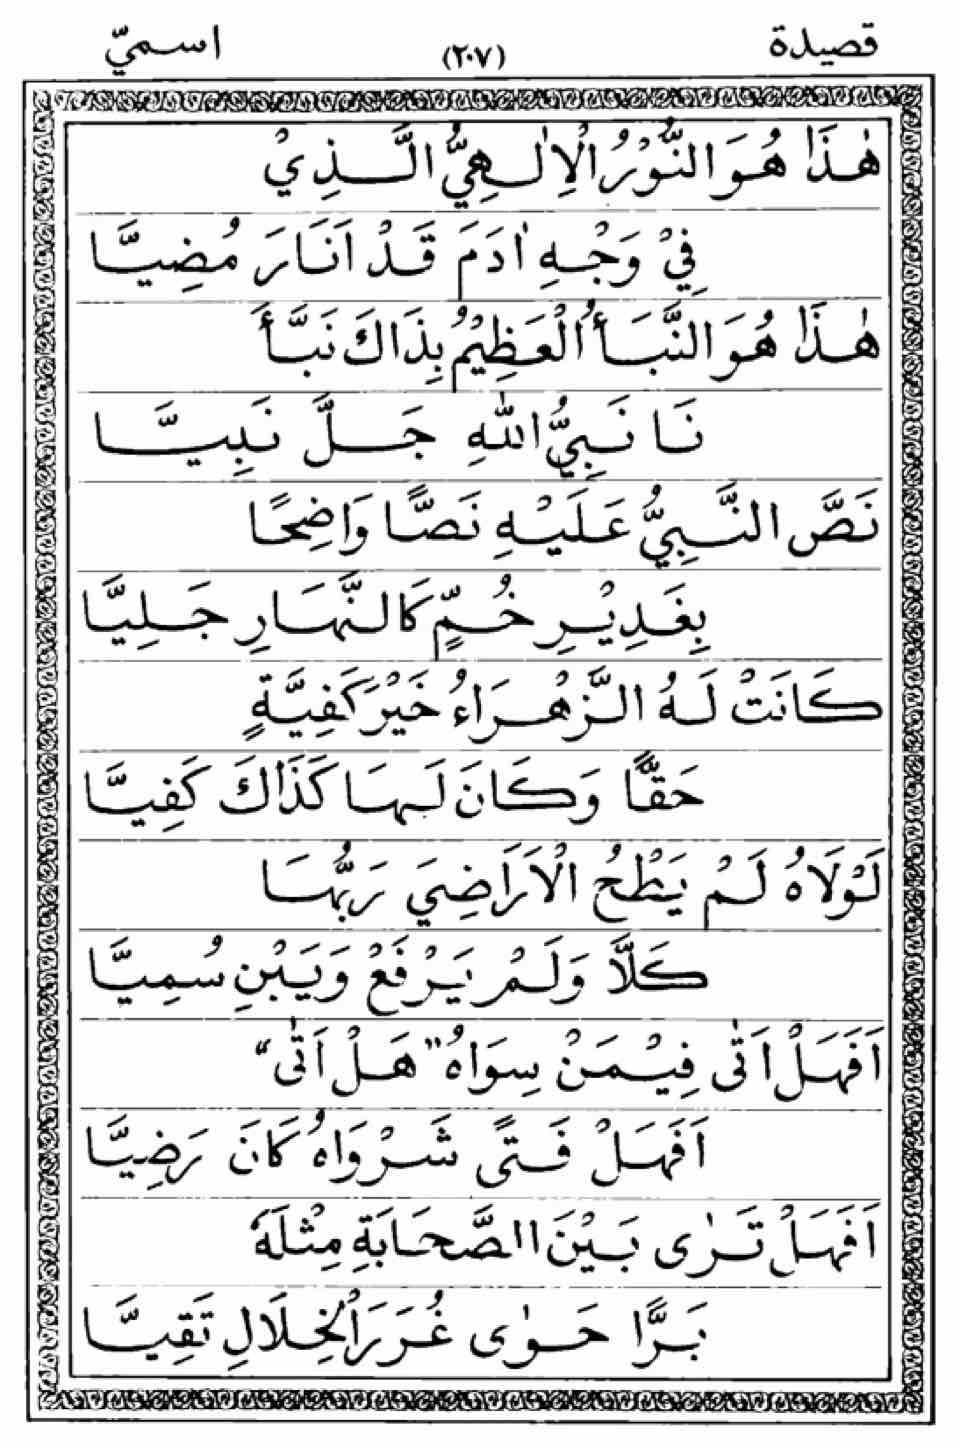 قصيدة (٢٠٧) اسميّ
هٰذَا هُوَ النُّوْرُ الْاِلٰهِيُّ الَّذِيْ
فِيْ وَجْهِ اٰدَمَ قَدْ اَنَارَ مُضِيَّا
هٰذَا هُوَ النَّبَأُ الْعَظِيْمُ بِذَاكَ نَبَّأَ
نَا نَبِيُّ اللهِ جَلَّ نَبِيَّا
نَصَّ النَّبِيُّ عَلَيْهِ نَصًّا وَاضِحًا
بِغَدِيْرِ خُمٍّ كَالنَّهَارِ جَلِيَّا
كَانَتْ لَهُ الزَّهْرَاءُ خَيْرَ كَفِيَّةٍ
حَقًّا وَكَانَ لَهَا كَذَاكَ كَفِيَّا
لَوْلَاهُ لَمْ يَطْحُ الْاَرَاضِيَ رَبُّهَا
كَلَّا وَلَمْ يَرْفَعْ وَيَبْنِ سُمِيَّا
اَفَهَلْ اَتٰى فِيْمَنْ سِوَاهُ "هَلْ اَتٰى"
اَفَهَلْ فَتًى شَرْوَاهُ كَانَ رَضِيَّا
اَفَهَلْ تَرٰى بَيْنَ الصَّحَابَةِ مِثْلَهٗ
بَرًّا حَوٰى غُرَرَ الْخِلَالِ تَقِيَّا